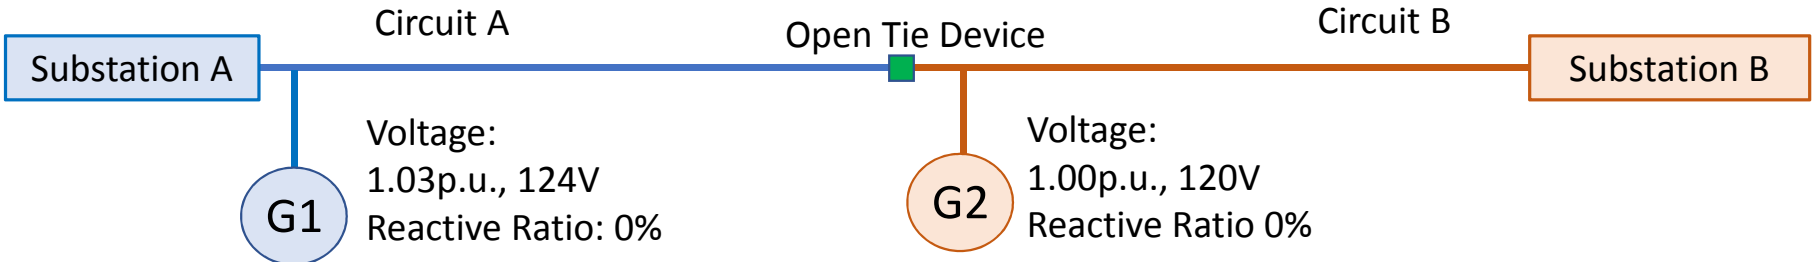 Circuit A
Open Tie Device
Circuit B
Substation A
Substation B
Voltage:
1.03p.u., 124V
Reactive Ratio: 0%
G1
Voltage:
1.00p.u., 120V
Reactive Ratio 0%
G2